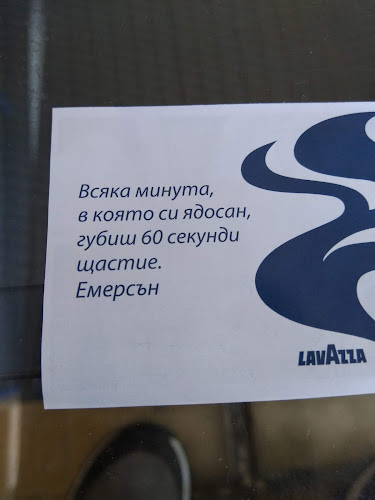 Всяка минута,
в която си ядосан,
губиш 60 секунди
щастие.
Емерсън
LAVAZZA